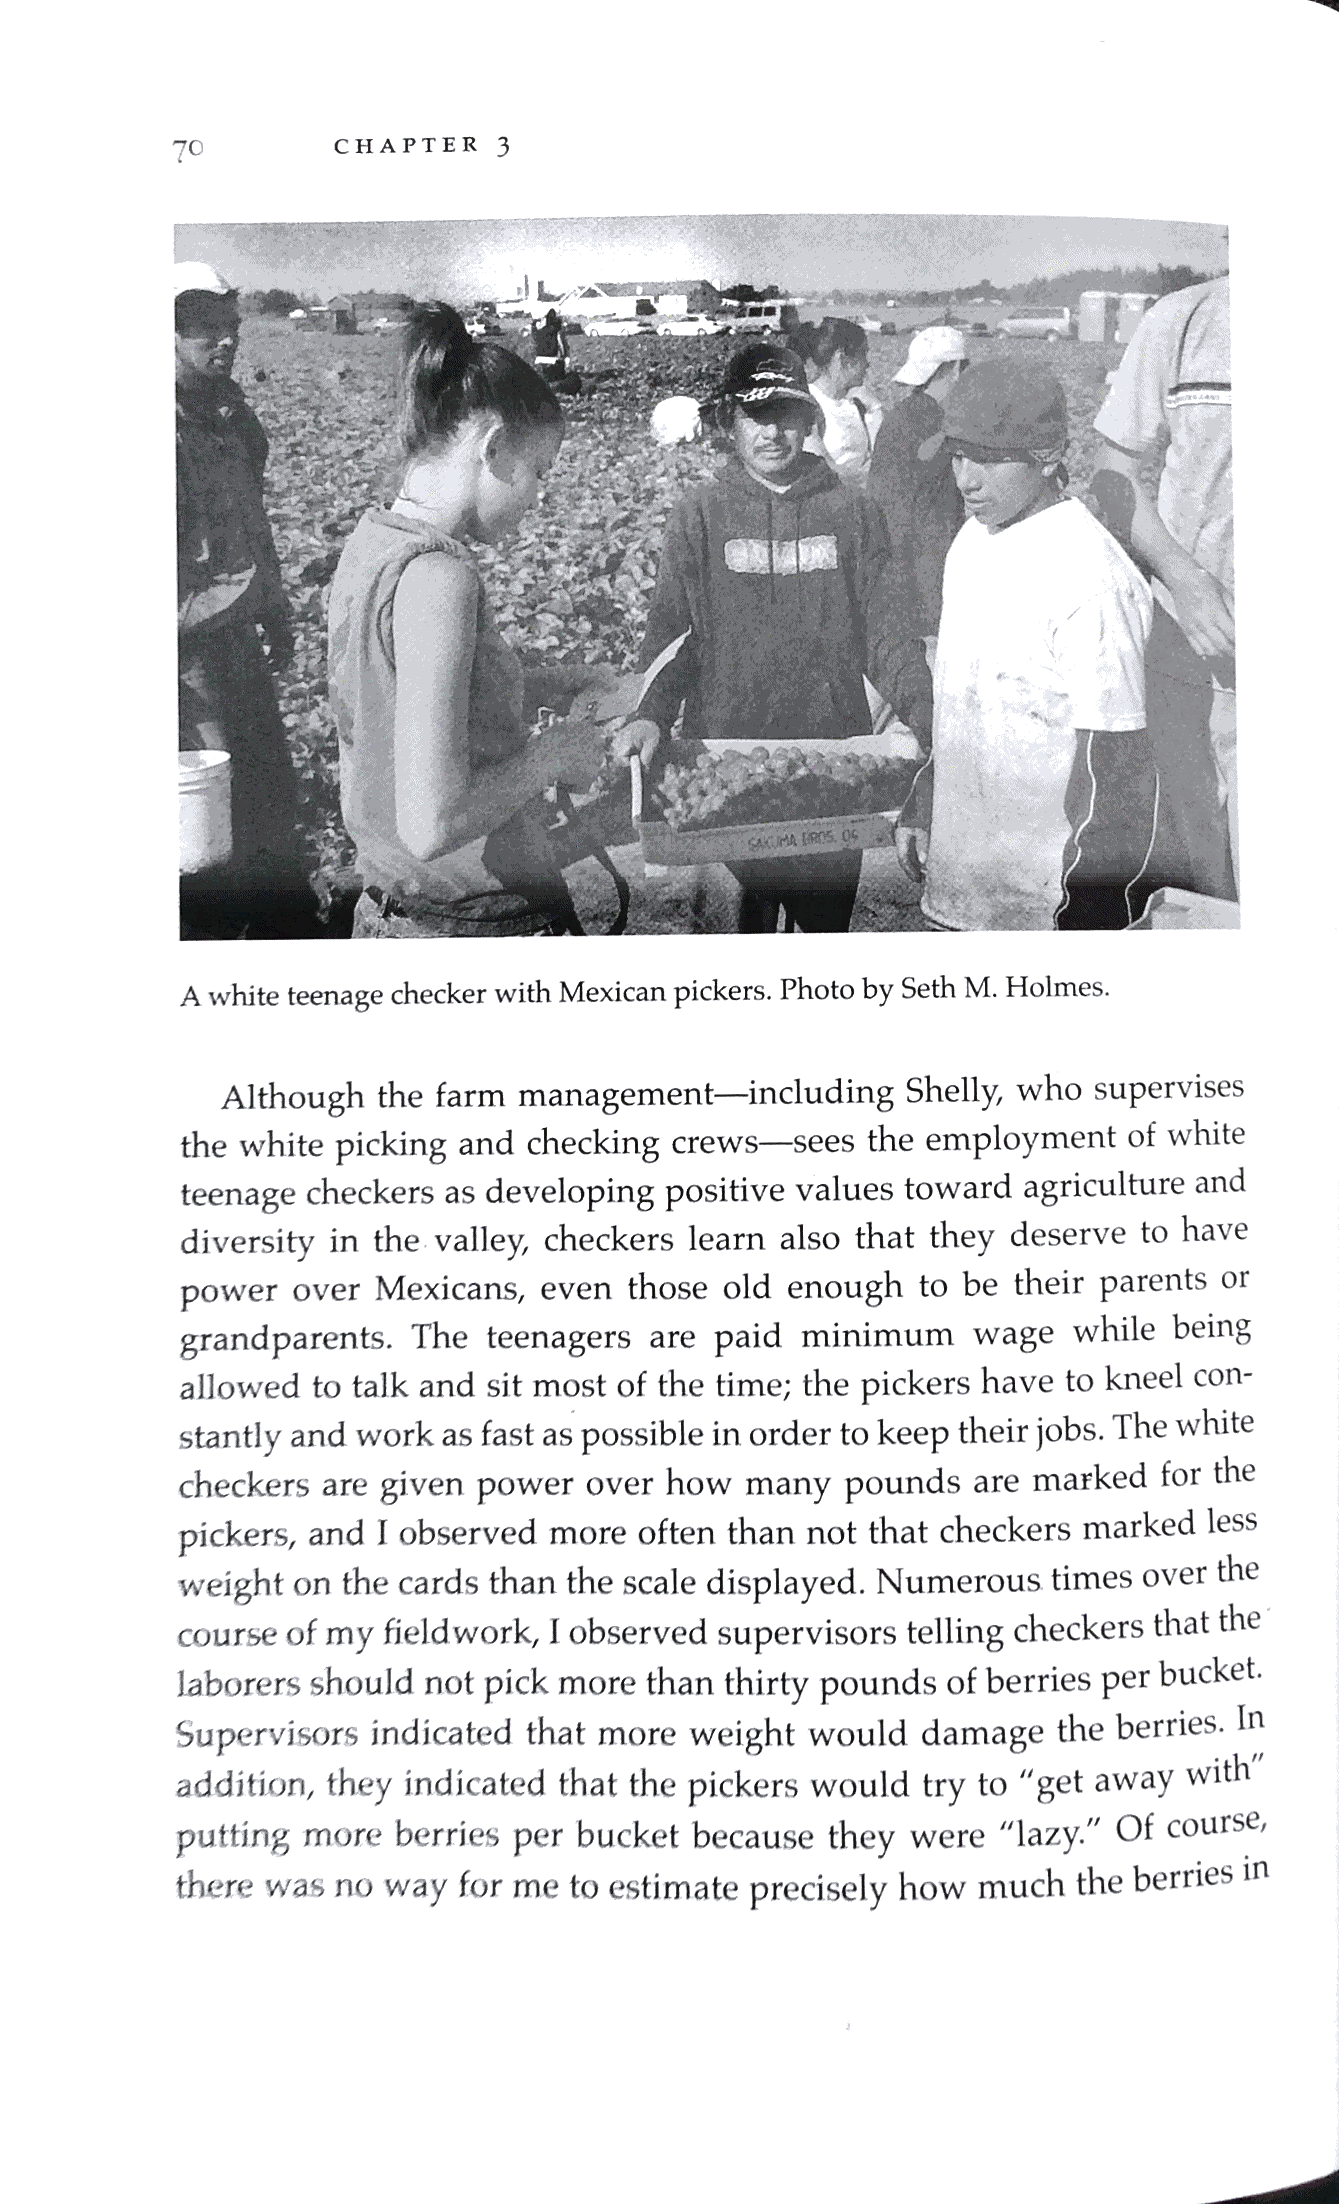 70 CHAPTER 3
SAKUMA BROS. 06
A white teenage checker with Mexican pickers. Photo by Seth M. Holmes.
Although the farm management—including Shelly, who supervises
the white picking and checking crews—sees the employment of white
teenage checkers as developing positive values toward agriculture and
diversity in the valley, checkers learn also that they deserve to have
power over Mexicans, even those old enough to be their parents or
grandparents. The teenagers are paid minimum wage while being
allowed to talk and sit most of the time; the pickers have to kneel con-
stantly and work as fast as possible in order to keep their jobs. The white
checkers are given power over how many pounds are marked for the
pickers, and I observed more often than not that checkers marked less
weight on the cards than the scale displayed. Numerous times over the
course of my fieldwork, I observed supervisors telling checkers that the
laborers should not pick more than thirty pounds of berries per bucket.
Supervisors indicated that more weight would damage the berries. In
addition, they indicated that the pickers would try to “get away with”
putting more berries per bucket because they were “lazy.” Of course,
there was no way for me to estimate precisely how much the berries in